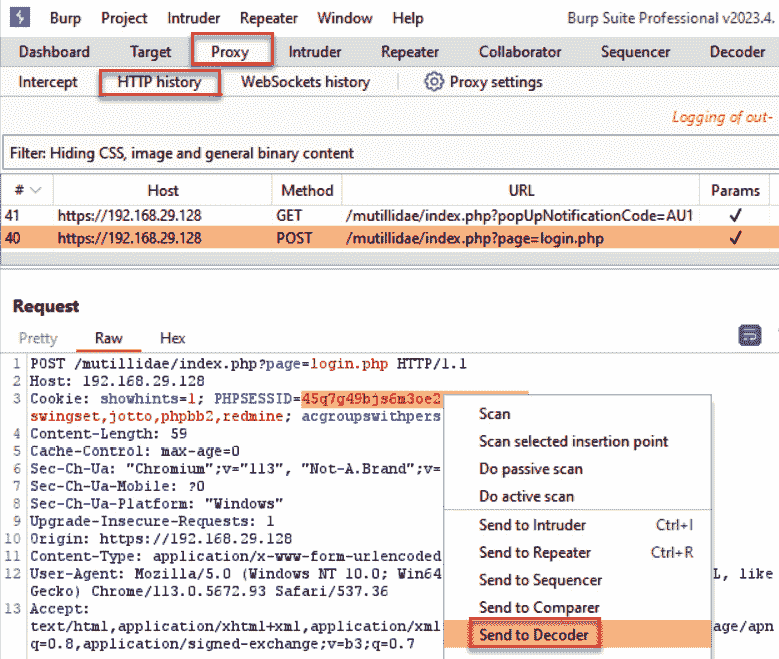 Burp Project Intruder Repeater Window Help Burp Suite Professional v2023.4.
Dashboard Target Proxy Intruder Repeater Collaborator Sequencer Decoder
Intercept HTTP history WebSockets history Proxy settings
Logging of out-
Filter: Hiding CSS, image and general binary content
# Host Method URL Params
41 https://192.168.29.128 GET /mutillidae/index.php?popUpNotificationCode=AU1 ✓
40 https://192.168.29.128 POST /mutillidae/index.php?page=login.php ✓
Request
Pretty Raw Hex
1 POST /mutillidae/index.php?page=login.php HTTP/1.1
2 Host: 192.168.29.128
3 Cookie: showhints=1; PHPSESSID=45q7g49bjs6m3oe2
swingset,jotto,phpbb2,redmine; acgroupswithpers
4 Content-Length: 59
5 Cache-Control: max-age=0
6 Sec-Ch-Ua: "Chromium";v="113", "Not-A.Brand";v=
7 Sec-Ch-Ua-Mobile: ?0
8 Sec-Ch-Ua-Platform: "Windows"
9 Upgrade-Insecure-Requests: 1
10 Origin: https://192.168.29.128
11 Content-Type: application/x-www-form-urlencoded
12 User-Agent: Mozilla/5.0 (Windows NT 10.0; Win64 L, like
Gecko) Chrome/113.0.5672.93 Safari/537.36
13 Accept:
text/html,application/xhtml+xml,application/xml age/apn
q=0.8,application/signed-exchange;v=b3;q=0.7
Scan
Scan selected insertion point
Do passive scan
Do active scan
Send to Intruder Ctrl+I
Send to Repeater Ctrl+R
Send to Sequencer
Send to Comparer
Send to Decoder